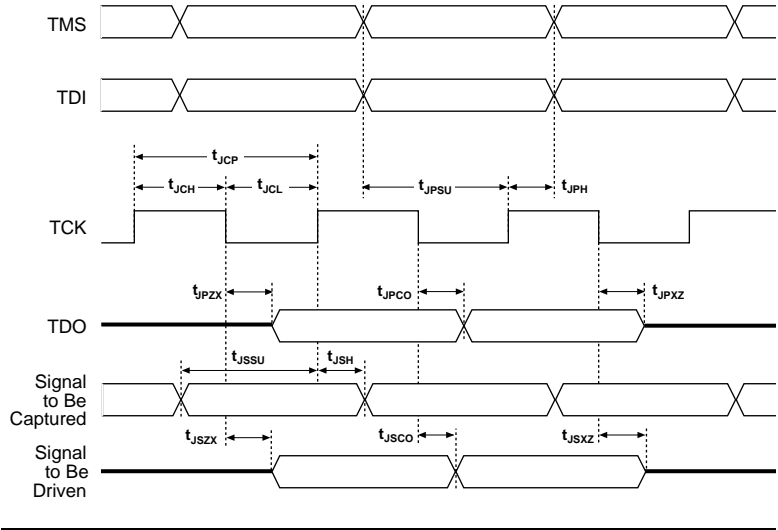 TMS
TDI
tJCP
tJCH tJCL tJPSU tJPH
TCK
tJPZX tJPCO tJPXZ
TDO
tJSSU tJSH
Signal
to Be
Captured
tJSZX tJSCO tJSXZ
Signal
to Be
Driven